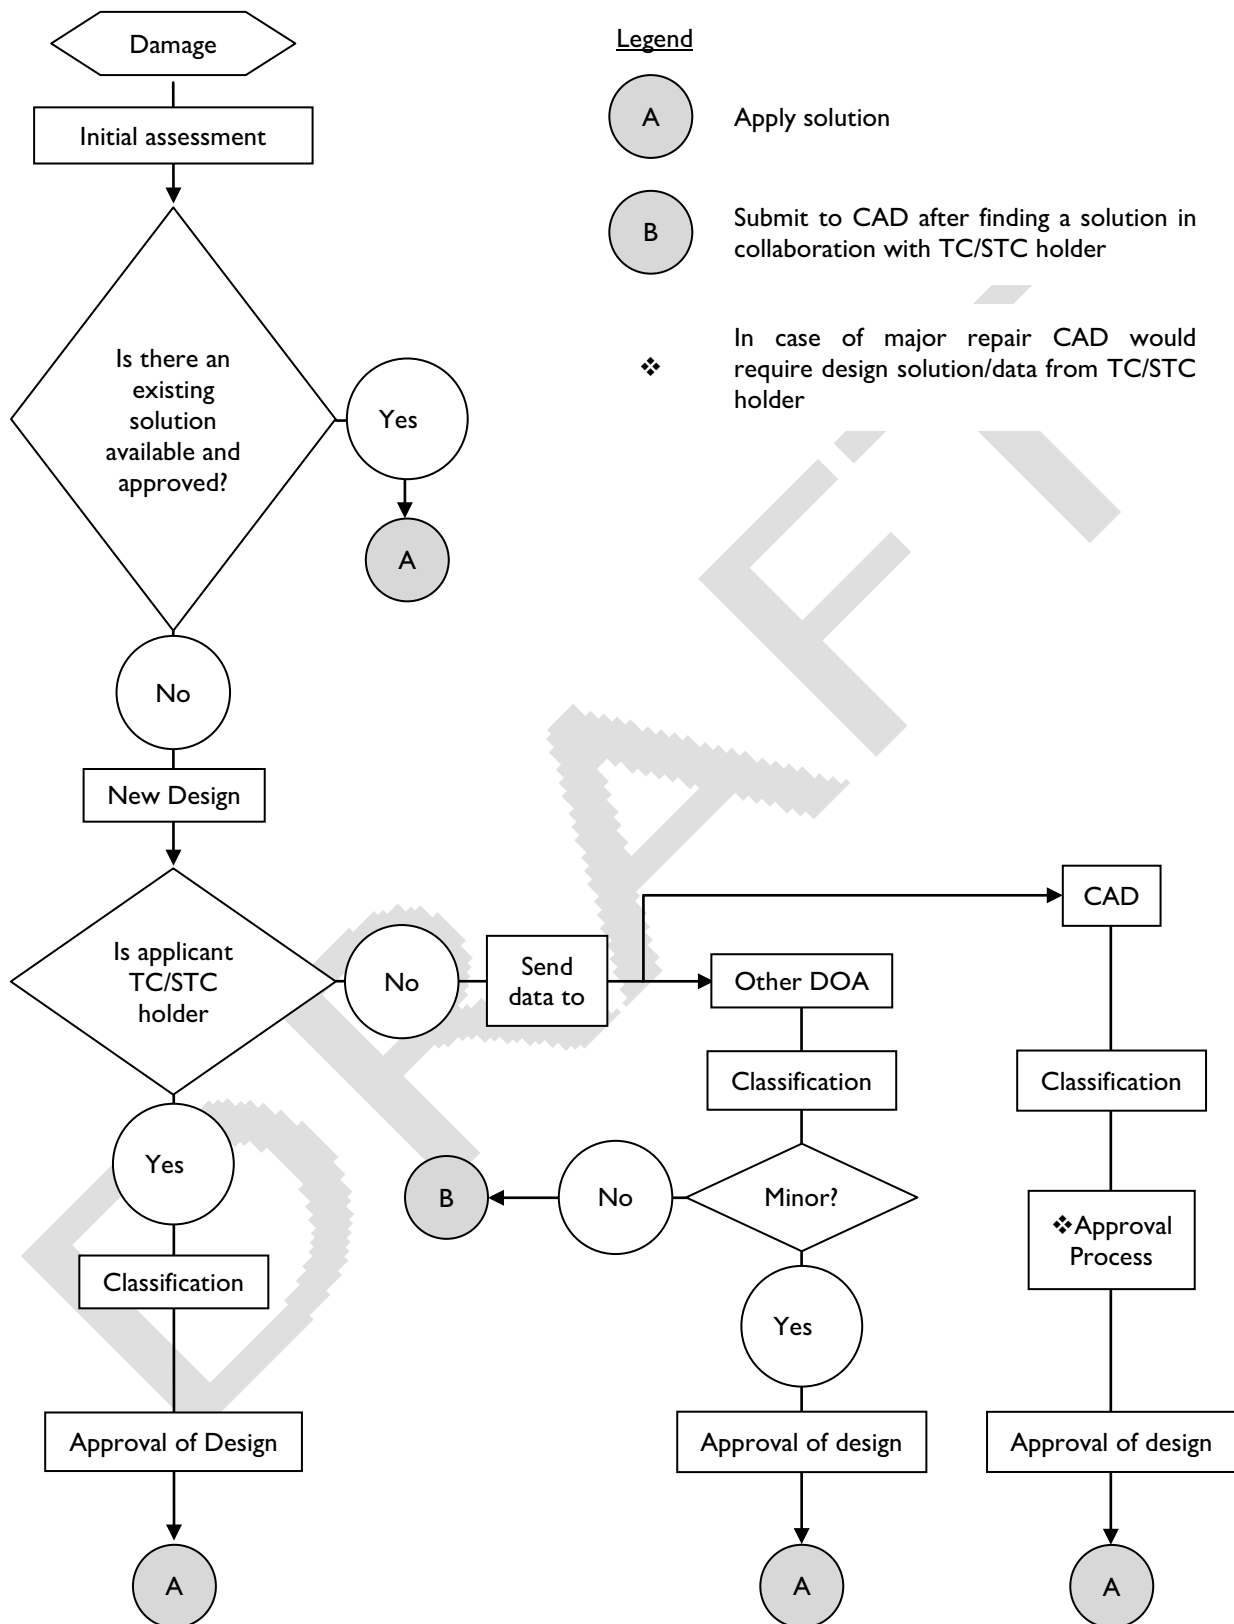 Damage
Initial assessment
Is there an
existing
solution
available and
approved?
Yes
A
No
New Design
Is applicant
TC/STC
holder
Yes
Classification
Approval of Design
A
No
Send
data to
Other DOA
Classification
Minor?
No
B
Yes
Approval of design
A
CAD
Classification
❖Approval
Process
Approval of design
A
Legend
A
Apply solution
B
Submit to CAD after finding a solution in
collaboration with TC/STC holder
❖
In case of major repair CAD would
require design solution/data from TC/STC
holder
DRAFT